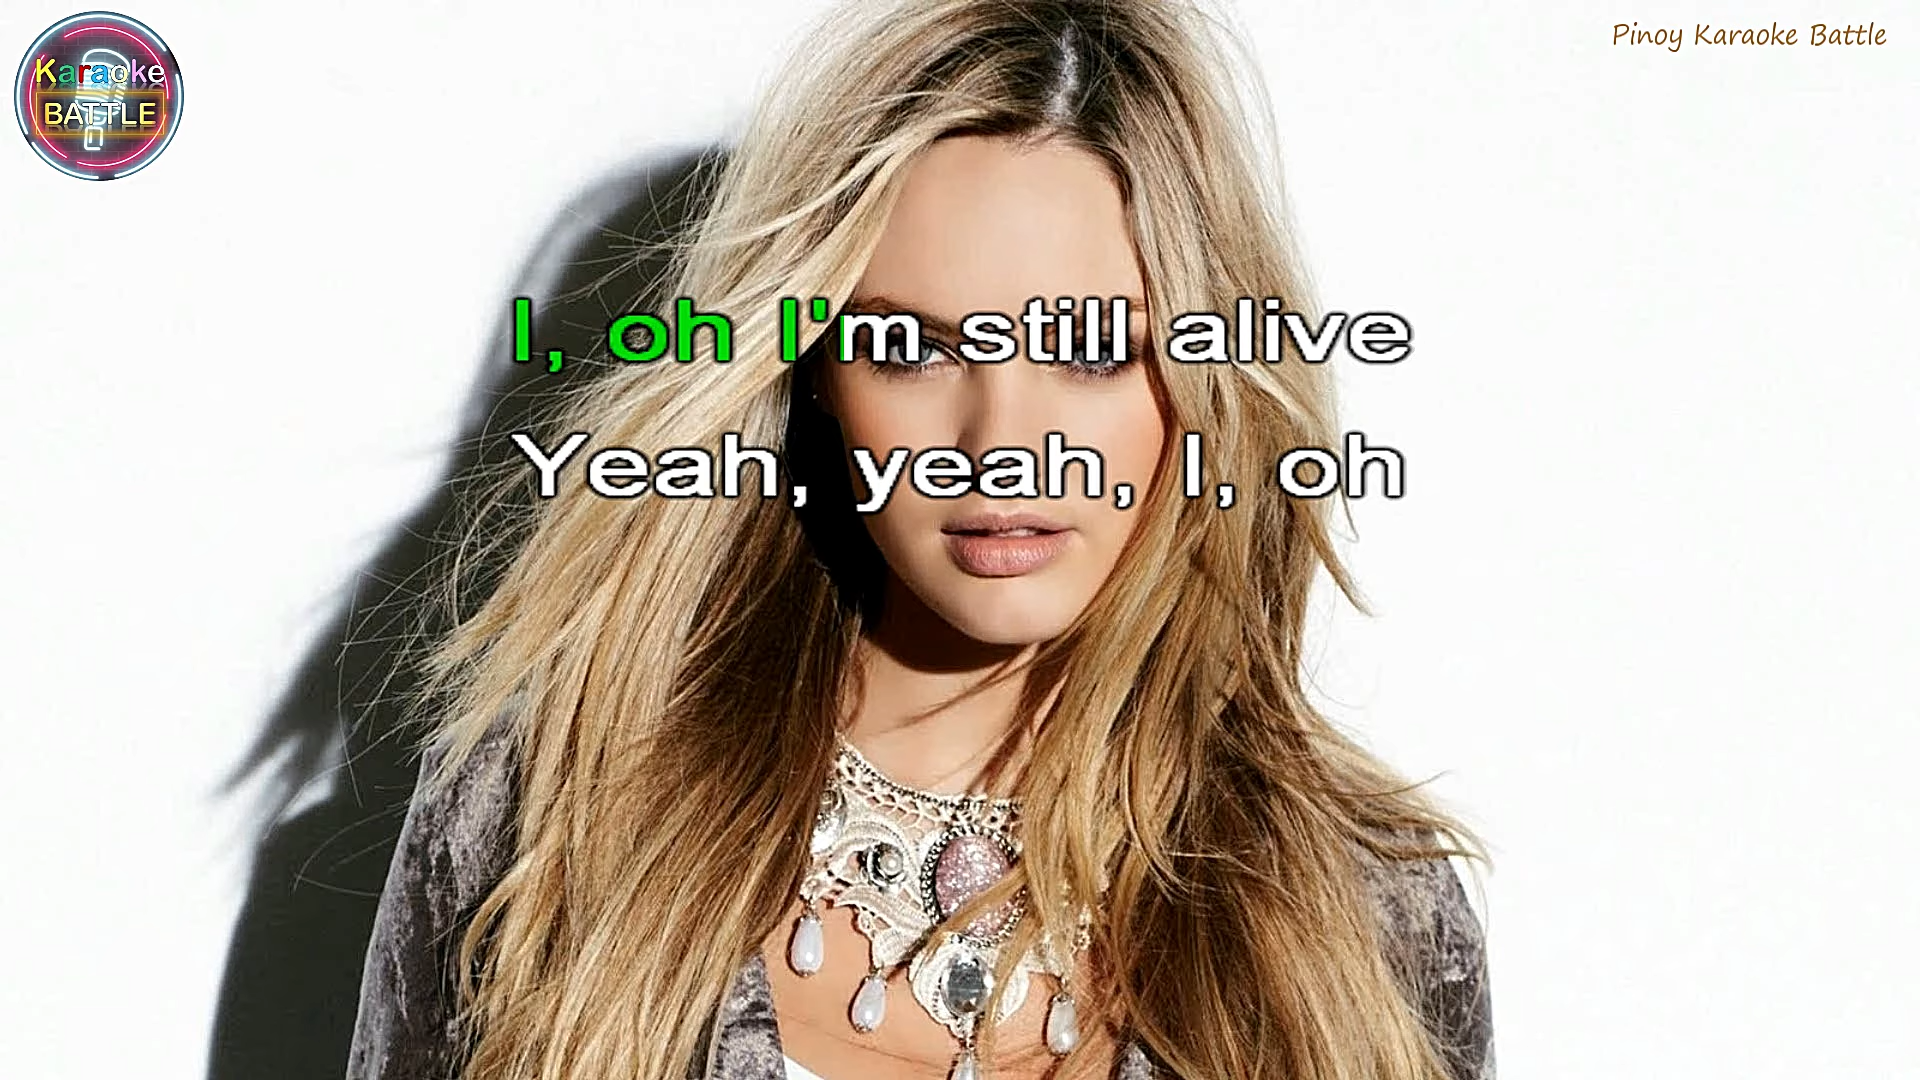 Karaoke
BATTLE
Pinoy Karaoke Battle
I, oh I'm still alive
Yeah, yeah, I, oh